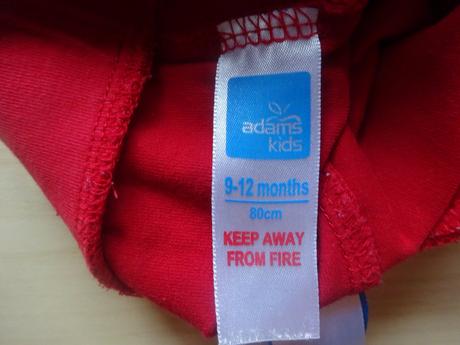 adams
kids
9-12 months
80cm
KEEP AWAY
FROM FIRE